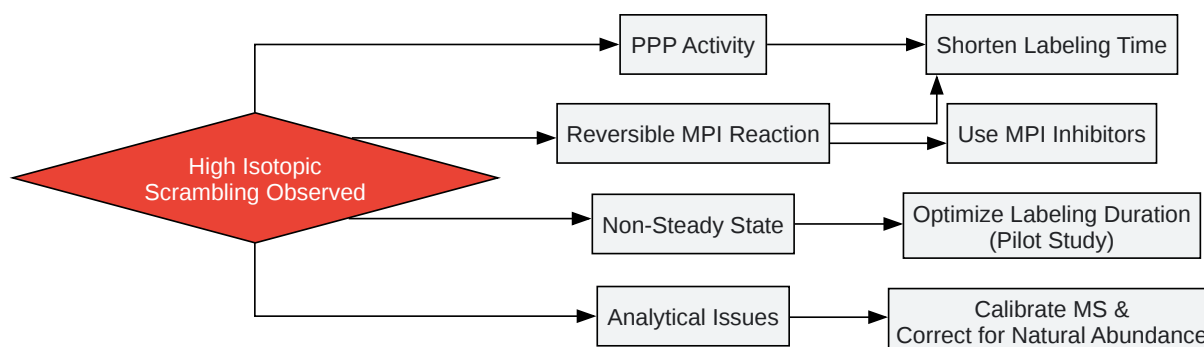 High Isotopic
Scrambling Observed
PPP Activity
Shorten Labeling Time
Reversible MPI Reaction
Use MPI Inhibitors
Non-Steady State
Optimize Labeling Duration
(Pilot Study)
Analytical Issues
Calibrate MS &
Correct for Natural Abundance